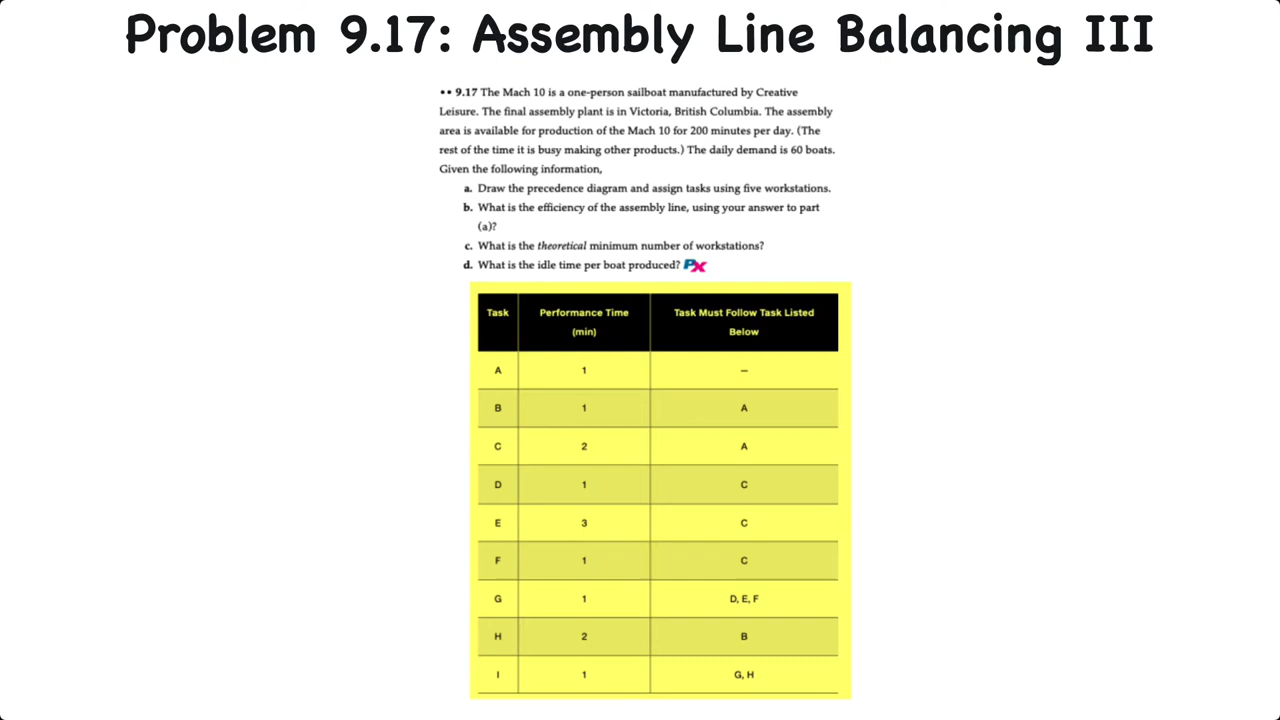 Problem 9.17: Assembly Line Balancing III
•• 9.17 The Mach 10 is a one-person sailboat manufactured by Creative
Leisure. The final assembly plant is in Victoria, British Columbia. The assembly
area is available for production of the Mach 10 for 200 minutes per day. (The
rest of the time it is busy making other products.) The daily demand is 60 boats.
Given the following information,
a. Draw the precedence diagram and assign tasks using five workstations.
b. What is the efficiency of the assembly line, using your answer to part
(a)?
c. What is the theoretical minimum number of workstations?
d. What is the idle time per boat produced? PX
Task Performance Time (min) Task Must Follow Task Listed Below
A 1 –
B 1 A
C 2 A
D 1 C
E 3 C
F 1 C
G 1 D, E, F
H 2 B
I 1 G, H